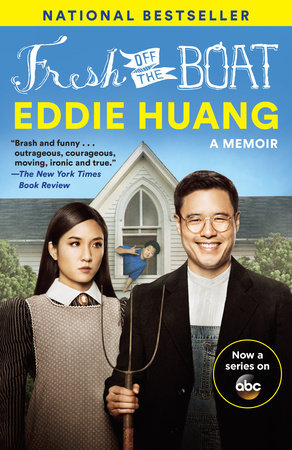 NATIONAL BESTSELLER
Fresh OFF THE BOAT
EDDIE HUANG
A MEMOIR
“Brash and funny . . .
outrageous, courageous,
moving, ironic and true.”
—The New York Times
Book Review
Now a
series on
abc